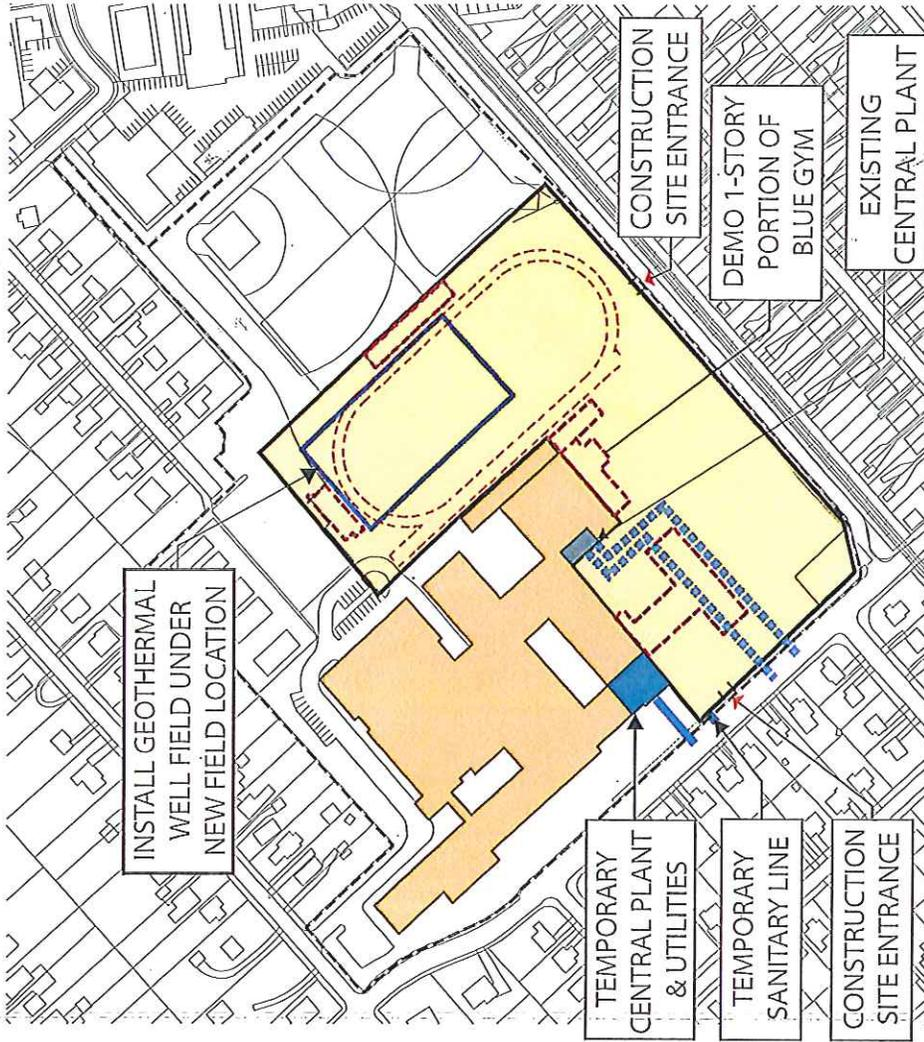 INSTALL GEOTHERMAL
WELL FIELD UNDER
NEW FIELD LOCATION
CONSTRUCTION
SITE ENTRANCE
DEMO 1-STORY
PORTION OF
BLUE GYM
EXISTING
CENTRAL PLANT
TEMPORARY
CENTRAL PLANT
& UTILITIES
TEMPORARY
SANITARY LINE
CONSTRUCTION
SITE ENTRANCE